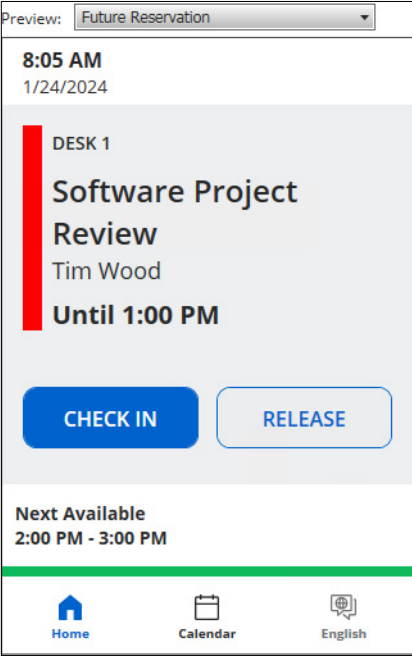 Preview: Future Reservation
8:05 AM
1/24/2024
DESK 1
Software Project
Review
Tim Wood
Until 1:00 PM
CHECK IN RELEASE
Next Available
2:00 PM - 3:00 PM
Home Calendar English